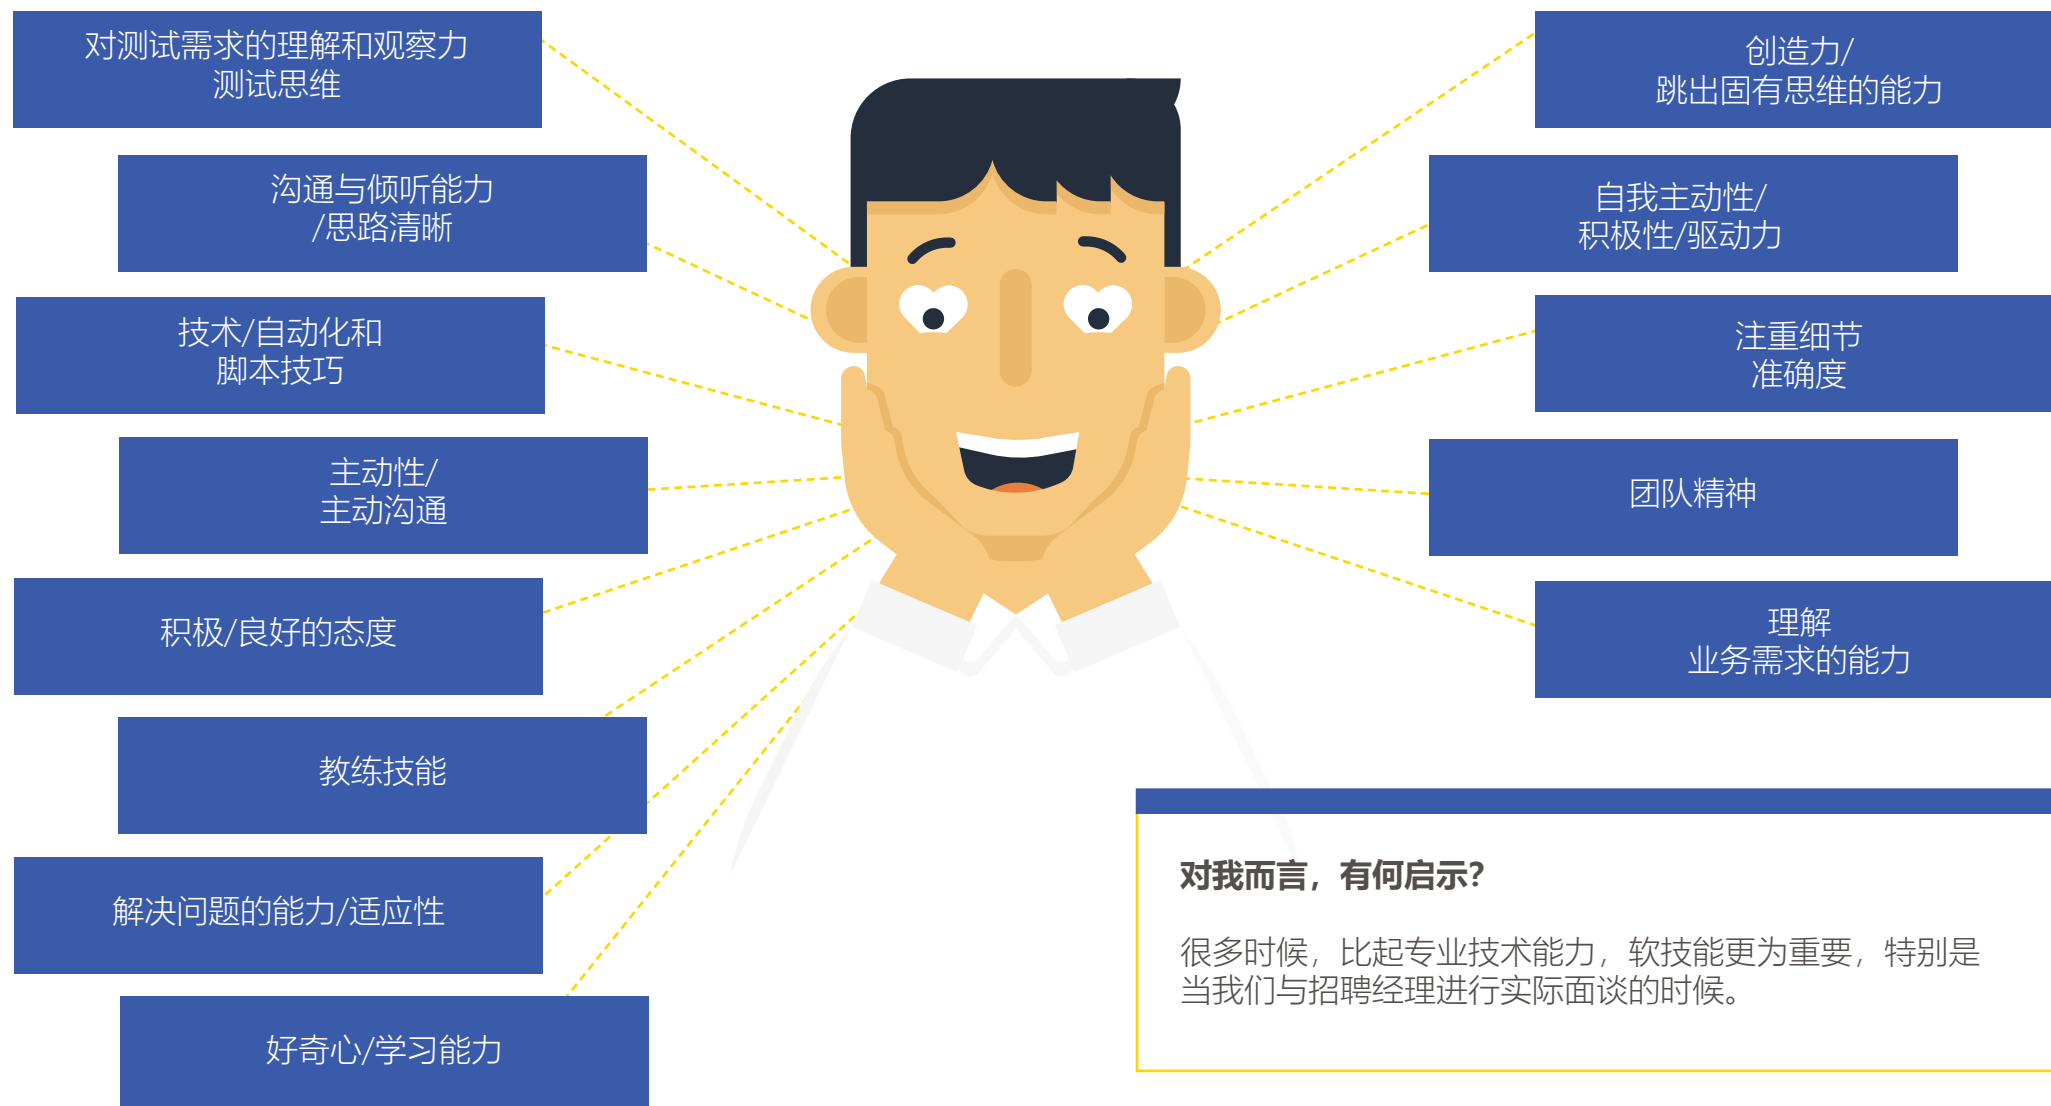 对测试需求的理解和观察力
测试思维
沟通与倾听能力
/思路清晰
技术/自动化和
脚本技巧
主动性/
主动沟通
积极/良好的态度
教练技能
解决问题的能力/适应性
好奇心/学习能力
创造力/
跳出固有思维的能力
自我主动性/
积极性/驱动力
注重细节
准确度
团队精神
理解
业务需求的能力
对我而言，有何启示？
很多时候，比起专业技术能力，软技能更为重要，特别是
当我们与招聘经理进行实际面谈的时候。